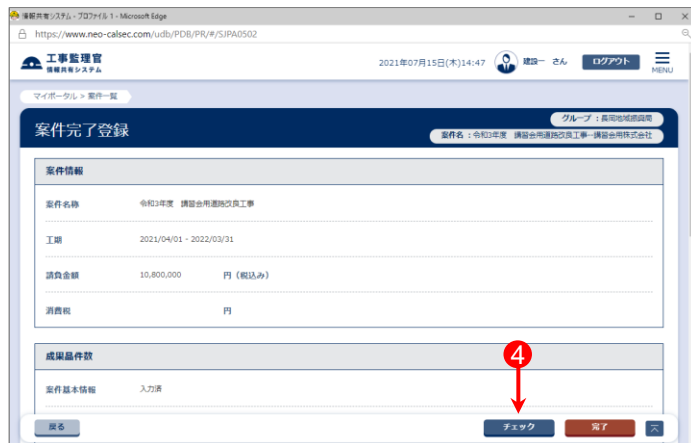 情報共有システム - プロファイル 1 - Microsoft Edge
https://www.neo-calsec.com/udb/PDB/PR/#/SJPA0502
工事監理官
情報共有システム
2021年07月15日(木)14:47
建設一 さん
ログアウト
MENU
マイポータル > 案件一覧
案件完了登録
グループ : 長岡地域振興局
案件名 : 令和3年度 講習会用道路改良工事ー講習会用株式会社
案件情報
案件名称 令和3年度 講習会用道路改良工事
工期 2021/04/01 - 2022/03/31
請負金額 10,800,000 円 (税込み)
消費税 円
成果品件数
4
案件基本情報 入力済
戻る チェック 完了